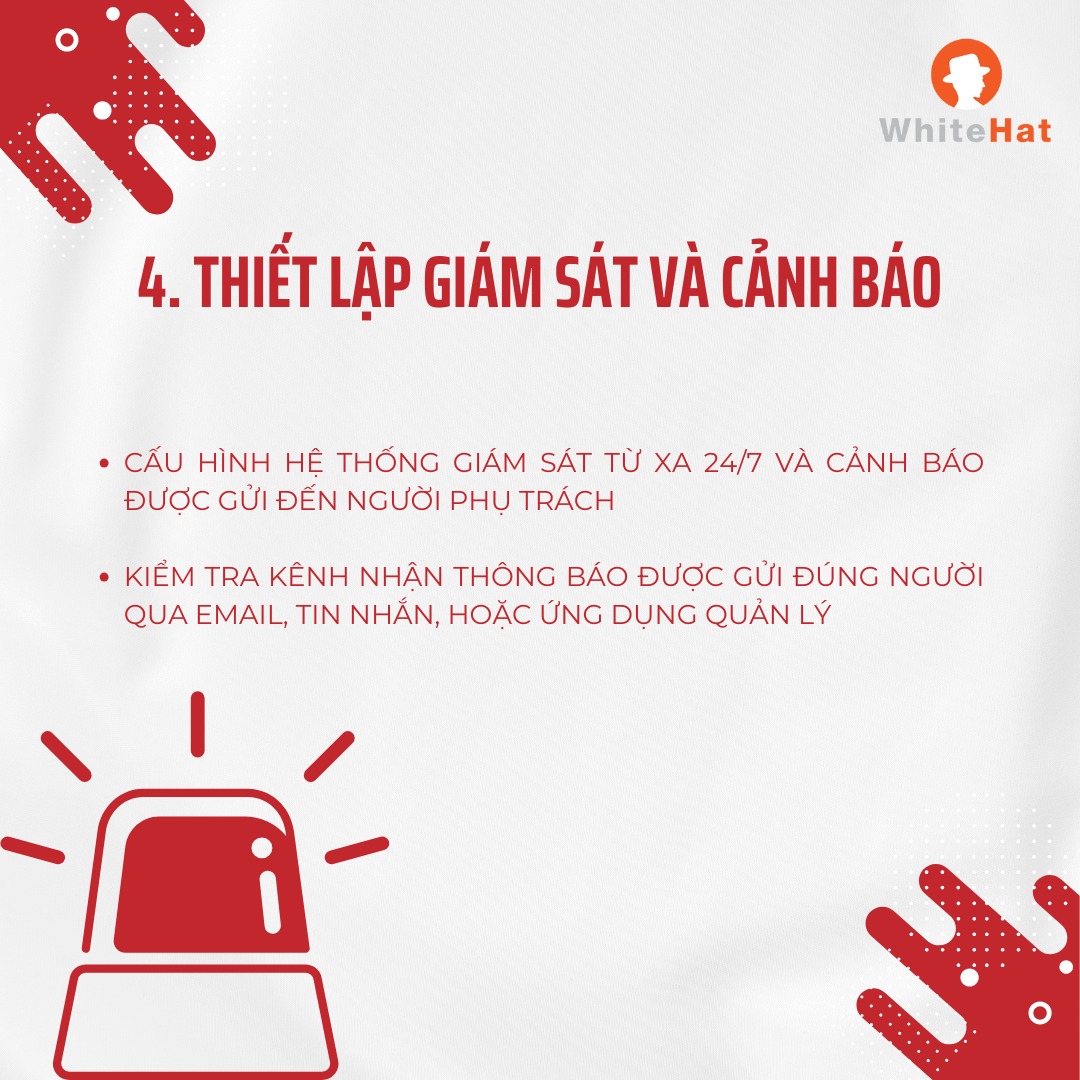 WhiteHat
4. THIẾT LẬP GIÁM SÁT VÀ CẢNH BÁO
• CẤU HÌNH HỆ THỐNG GIÁM SÁT TỪ XA 24/7 VÀ CẢNH BÁO
ĐƯỢC GỬI ĐẾN NGƯỜI PHỤ TRÁCH
• KIỂM TRA KÊNH NHẬN THÔNG BÁO ĐƯỢC GỬI ĐÚNG NGƯỜI
QUA EMAIL, TIN NHẮN, HOẶC ỨNG DỤNG QUẢN LÝ